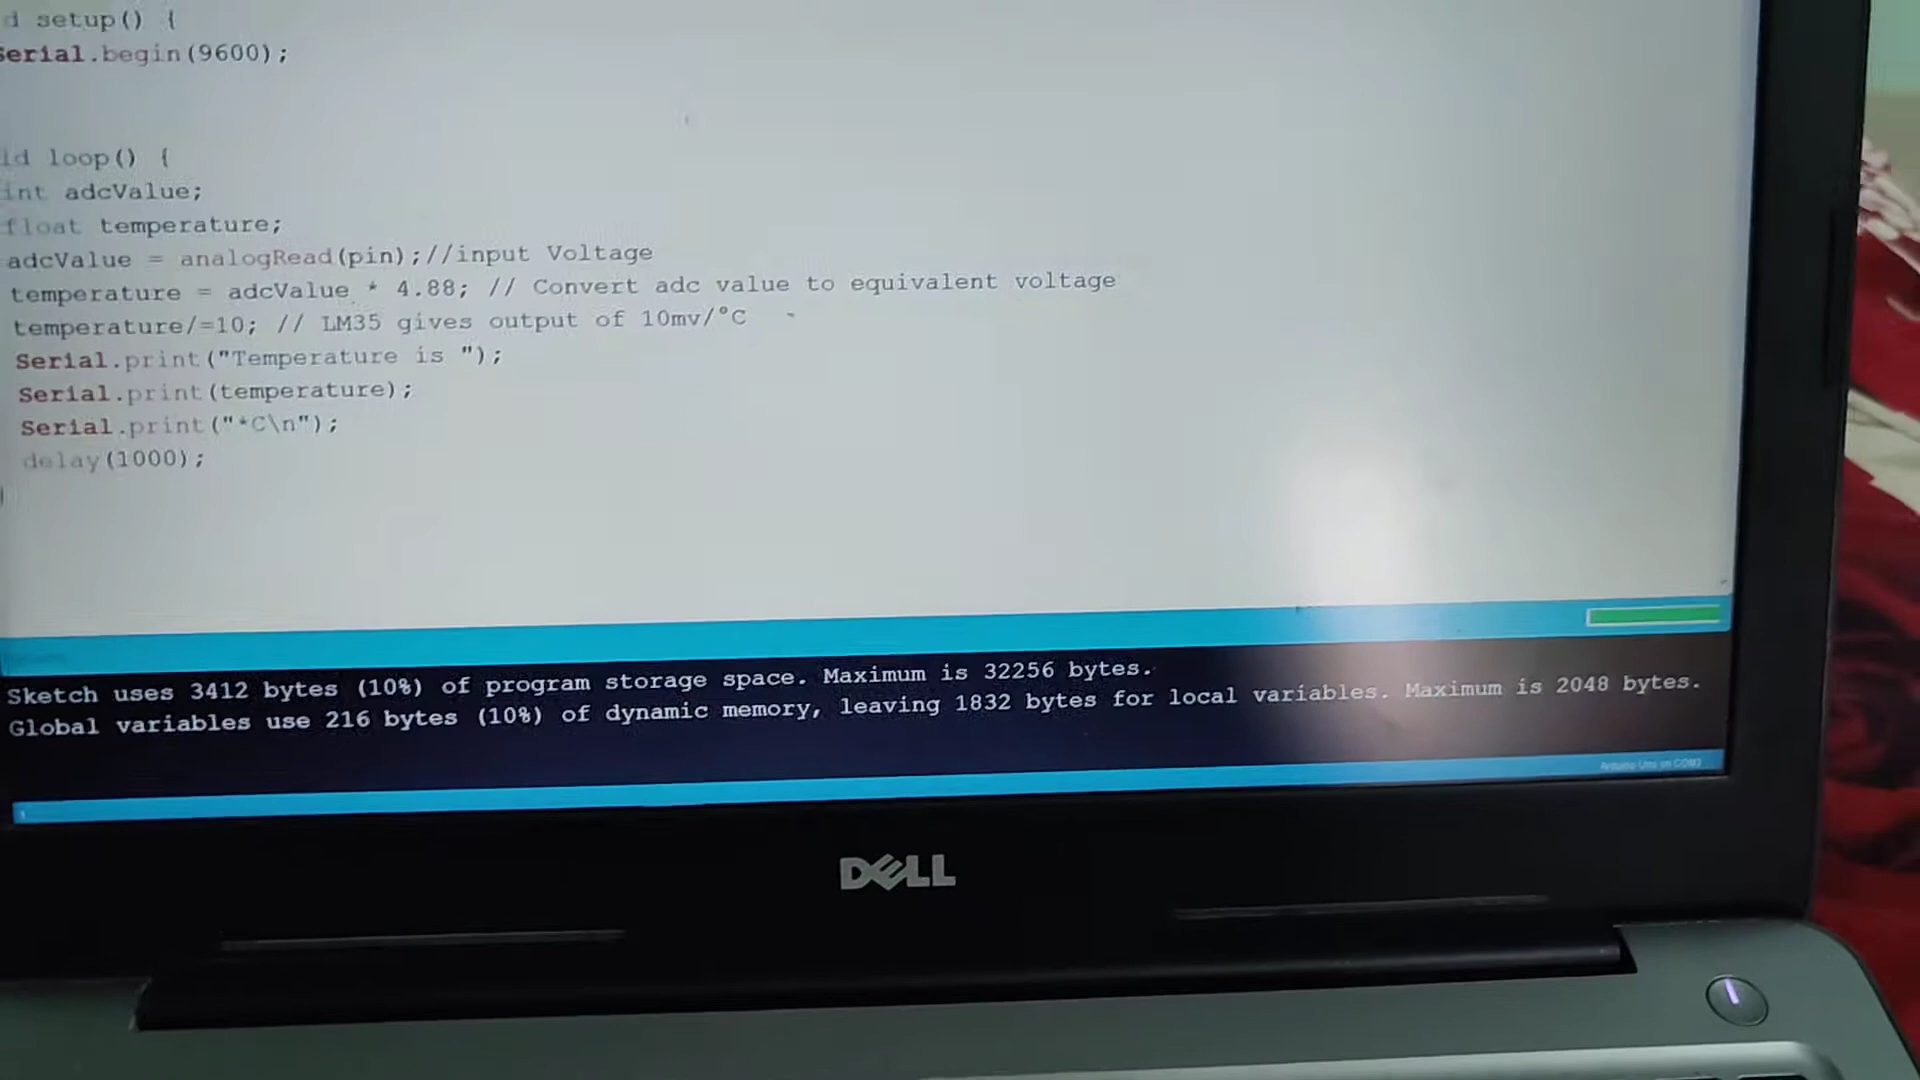 d setup() {
Serial.begin(9600);
id loop() {
int adcValue;
float temperature;
adcValue = analogRead(pin);//input Voltage
temperature = adcValue * 4.88; // Convert adc value to equivalent voltage
temperature/=10; // LM35 gives output of 10mv/°C
Serial.print("Temperature is ");
Serial.print(temperature);
Serial.print("*C\n");
delay(1000);
}
Sketch uses 3412 bytes (10%) of program storage space. Maximum is 32256 bytes.
Global variables use 216 bytes (10%) of dynamic memory, leaving 1832 bytes for local variables. Maximum is 2048 bytes.
Arduino Uno on COM3
DELL